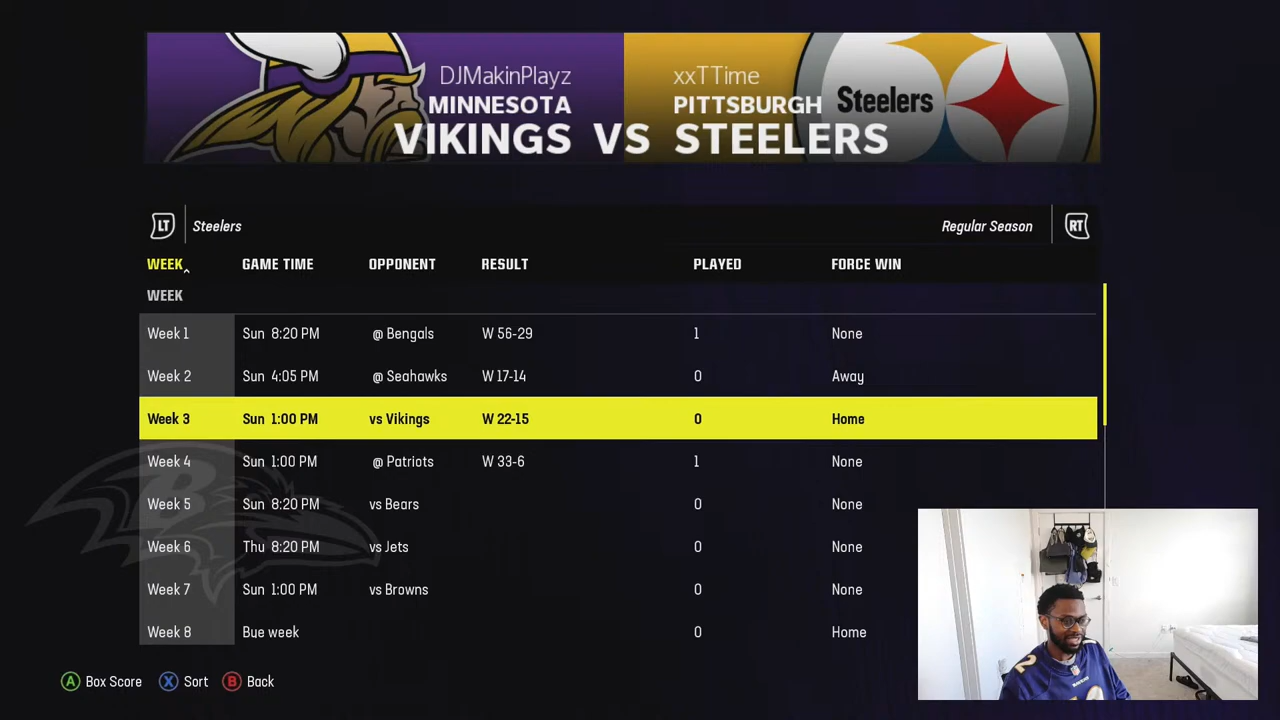 DJMakinPlayz
xxTTime
MINNESOTA
PITTSBURGH
Steelers
VIKINGS VS STEELERS
LT Steelers Regular Season RT
WEEK GAME TIME OPPONENT RESULT PLAYED FORCE WIN
WEEK
Week 1 Sun 8:20 PM @ Bengals W 56-29 1 None
Week 2 Sun 4:05 PM @ Seahawks W 17-14 0 Away
Week 3 Sun 1:00 PM vs Vikings W 22-15 0 Home
Week 4 Sun 1:00 PM @ Patriots W 33-6 1 None
Week 5 Sun 8:20 PM vs Bears 0 None
Week 6 Thu 8:20 PM vs Jets 0 None
Week 7 Sun 1:00 PM vs Browns 0 None
Week 8 Bue week 0 Home
A Box Score X Sort B Back
2